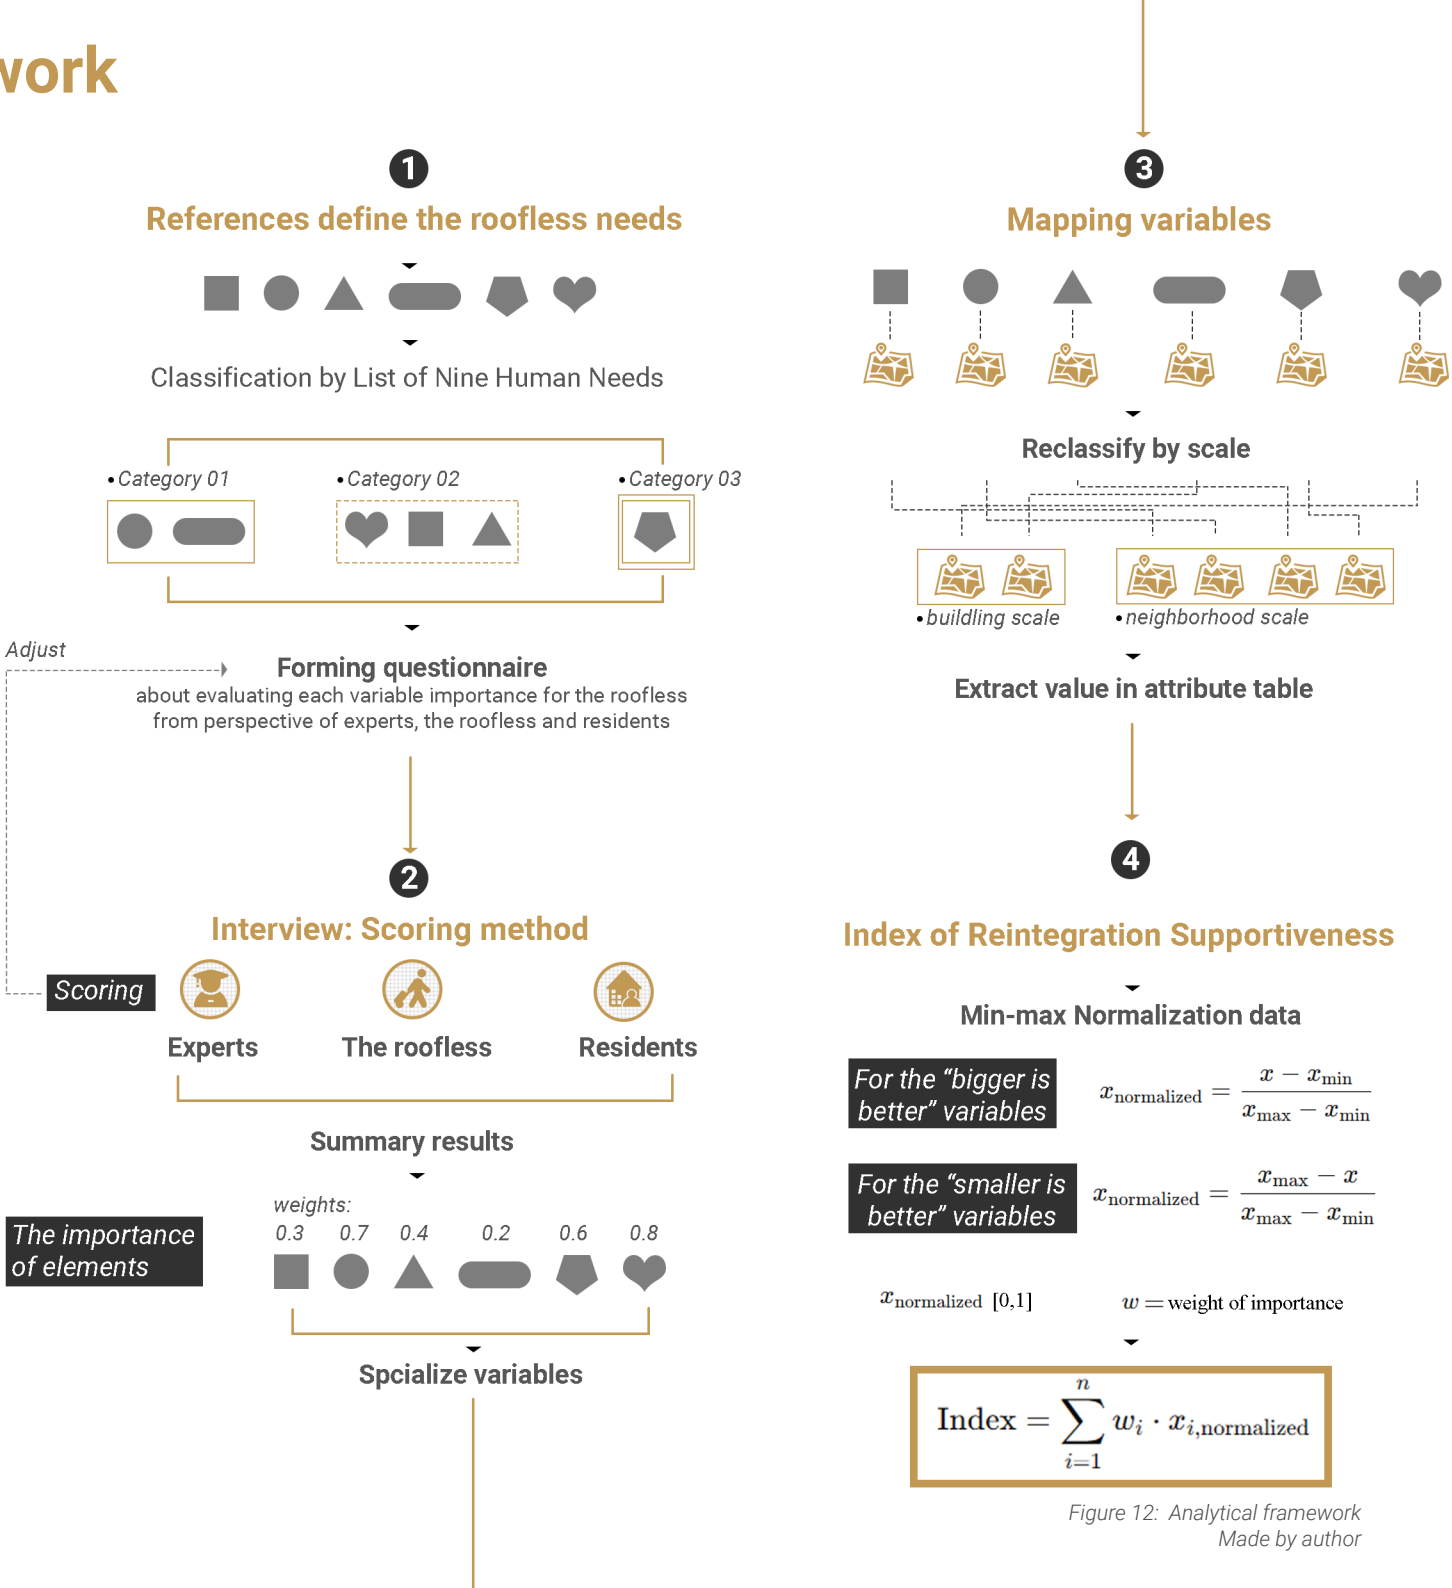 work
1
References define the roofless needs
Classification by List of Nine Human Needs
• Category 01
• Category 02
• Category 03
Adjust
Forming questionnaire
about evaluating each variable importance for the roofless
from perspective of experts, the roofless and residents
2
Interview: Scoring method
Scoring
Experts
The roofless
Residents
Summary results
weights:
0.3 0.7 0.4 0.2 0.6 0.8
The importance
of elements
Spcialize variables
3
Mapping variables
Reclassify by scale
• buildling scale
• neighborhood scale
Extract value in attribute table
4
Index of Reintegration Supportiveness
Min-max Normalization data
For the “bigger is
better” variables
x_normalized = (x − x_min) / (x_max − x_min)
For the “smaller is
better” variables
x_normalized = (x_max − x) / (x_max − x_min)
x_normalized [0,1]
w = weight of importance
Index = ∑_{i=1}^{n} w_i · x_{i,normalized}
Figure 12: Analytical framework
Made by author